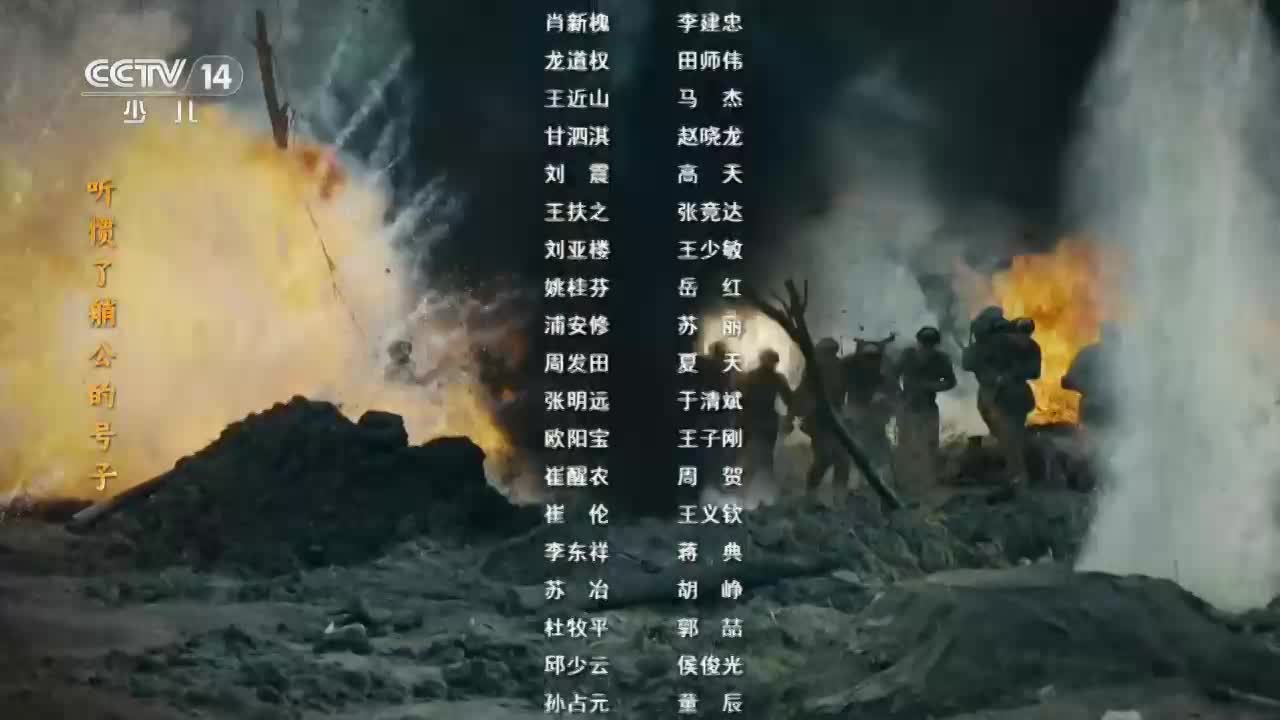 CCTV 14
少儿
听惯了艄公的号子
肖新槐 李建忠
龙道权 田师伟
王近山 马 杰
甘泗淇 赵晓龙
刘 震 高 天
王扶之 张竟达
刘亚楼 王少敏
姚桂芬 岳 红
浦安修 苏 丽
周发田 夏 天
张明远 于清斌
欧阳宝 王子刚
崔醒农 周 贺
崔 伦 王义钦
李东祥 蒋 典
苏 冶 胡 峥
杜牧平 郭 喆
邱少云 侯俊光
孙占元 童 辰